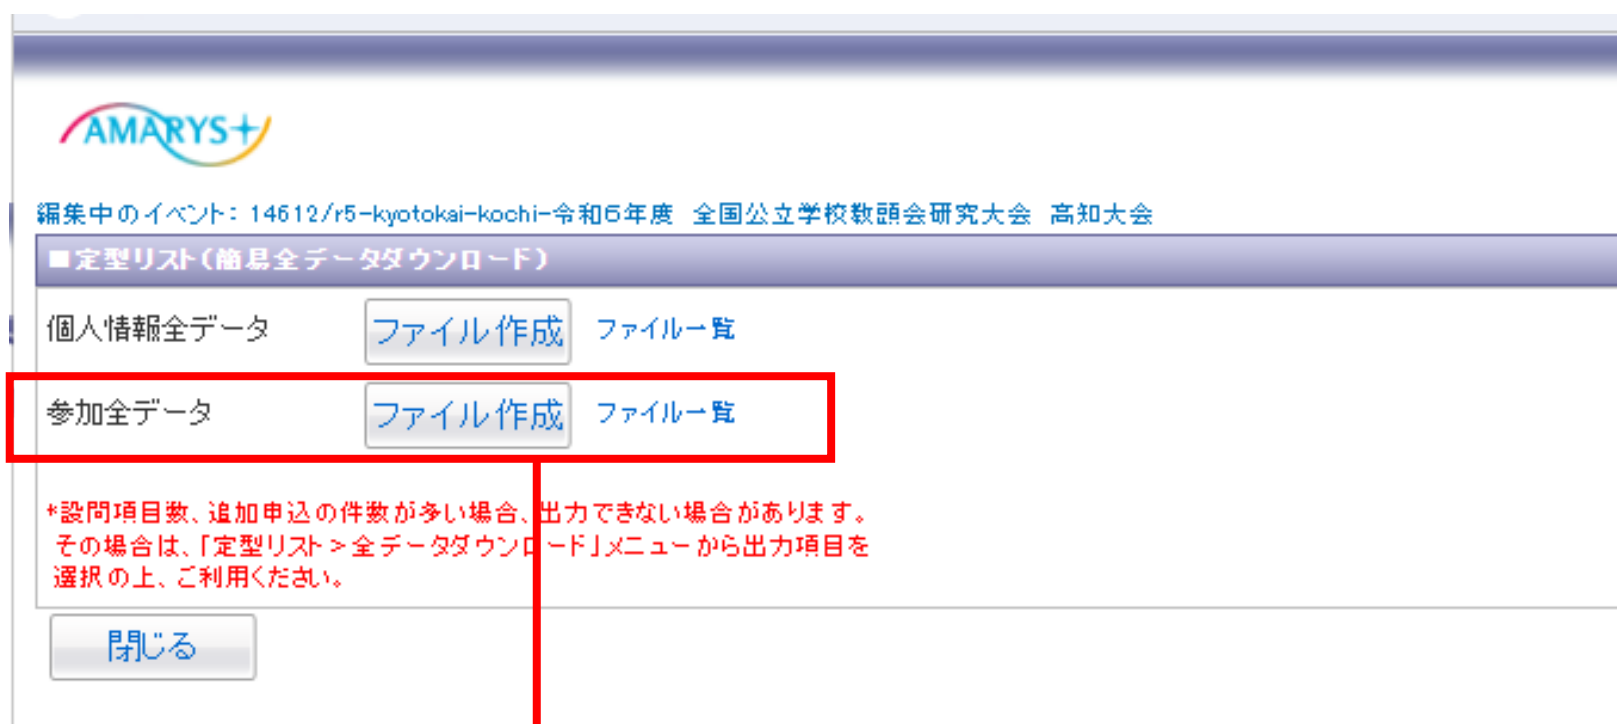 AMARYS+
編集中のイベント: 14612/r5-kyotokai-kochi-令和6年度 全国公立学校教頭会研究大会 高知大会
■定型リスト(簡易全データダウンロード)
個人情報全データ ファイル作成 ファイル一覧
参加全データ ファイル作成 ファイル一覧
*設問項目数、追加申込の件数が多い場合、出力できない場合があります。
その場合は、「定型リスト>全データダウンロード」メニューから出力項目を
選択の上、ご利用ください。
閉じる